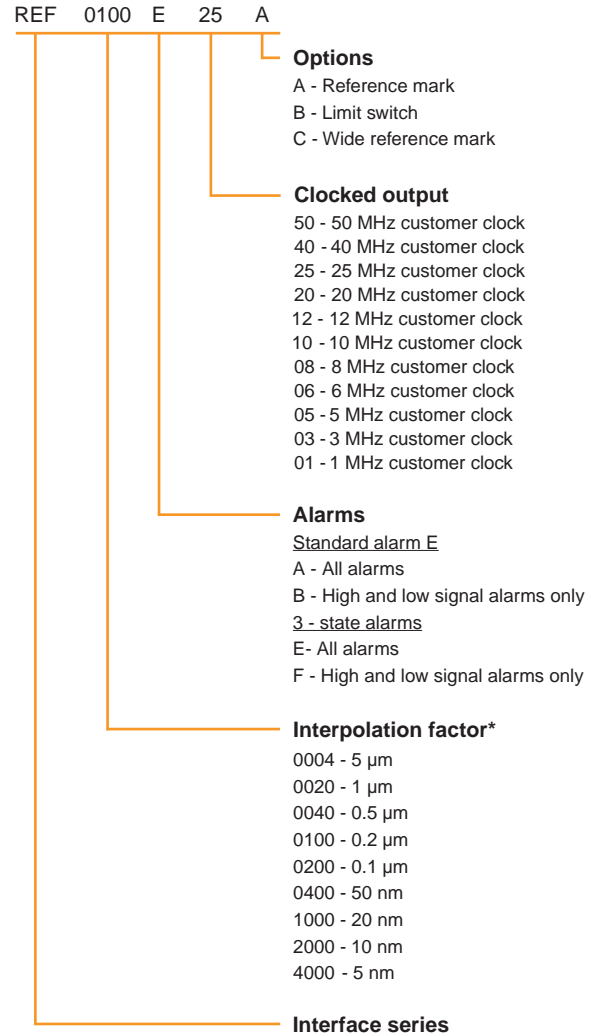 REF 0100 E 25 A
Options
A - Reference mark
B - Limit switch
C - Wide reference mark
Clocked output
50 - 50 MHz customer clock
40 - 40 MHz customer clock
25 - 25 MHz customer clock
20 - 20 MHz customer clock
12 - 12 MHz customer clock
10 - 10 MHz customer clock
08 - 8 MHz customer clock
06 - 6 MHz customer clock
05 - 5 MHz customer clock
03 - 3 MHz customer clock
01 - 1 MHz customer clock
Alarms
Standard alarm E
A - All alarms
B - High and low signal alarms only
3 - state alarms
E- All alarms
F - High and low signal alarms only
Interpolation factor*
0004 - 5 µm
0020 - 1 µm
0040 - 0.5 µm
0100 - 0.2 µm
0200 - 0.1 µm
0400 - 50 nm
1000 - 20 nm
2000 - 10 nm
4000 - 5 nm
Interface series